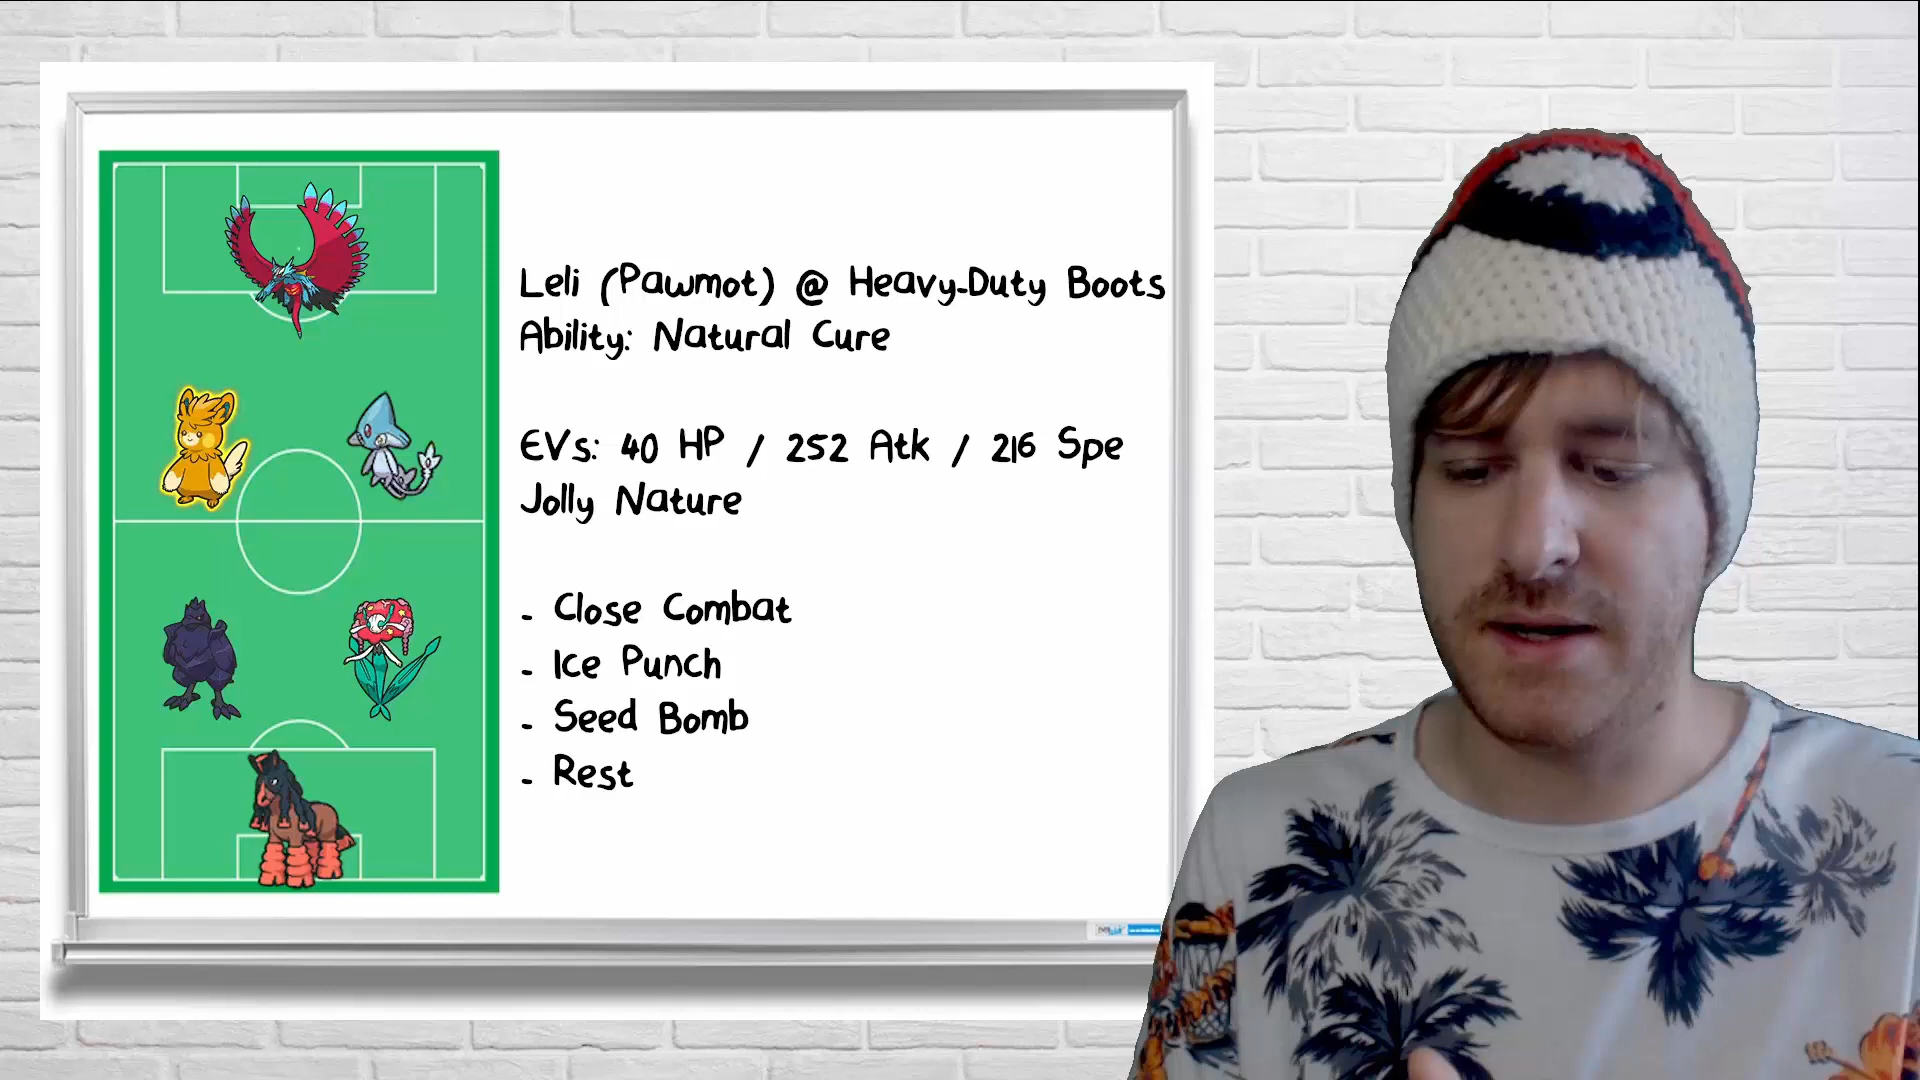 Leli (Pawmot) @ Heavy-Duty Boots
Ability: Natural Cure
EVs: 40 HP / 252 Atk / 216 Spe
Jolly Nature
- Close Combat
- Ice Punch
- Seed Bomb
- Rest